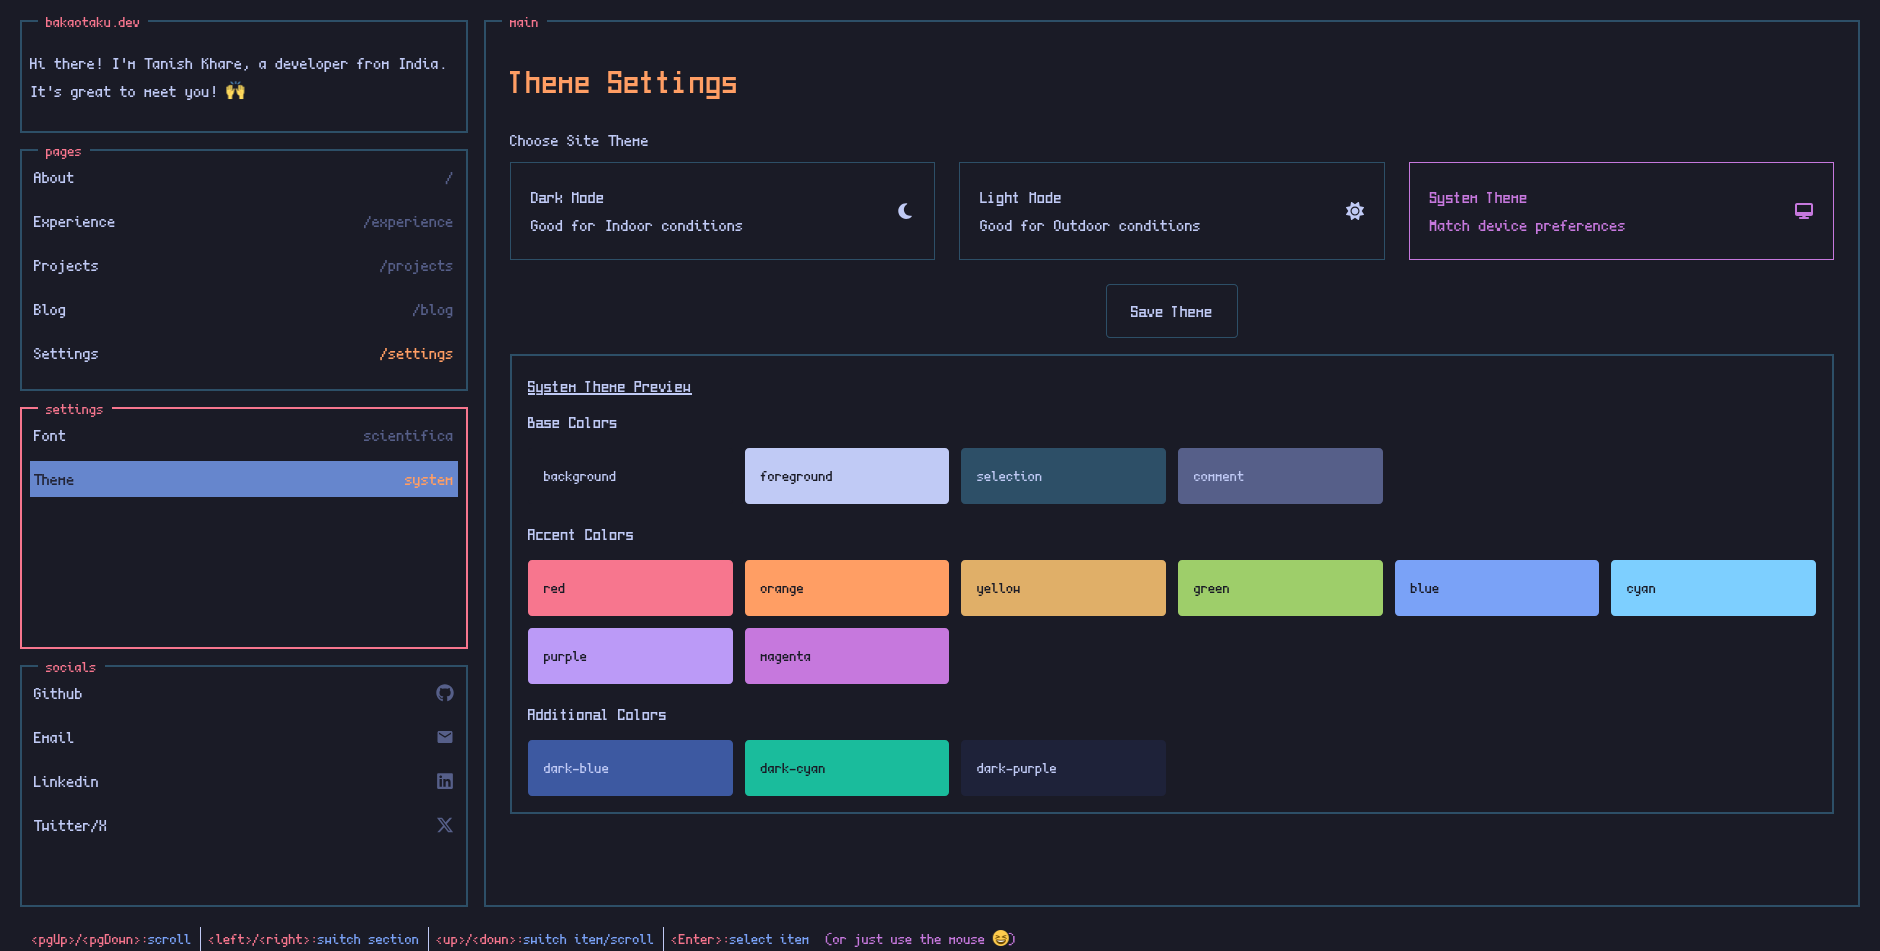 bakaotaku.dev
Hi there! I'm Tanish Khare, a developer from India.
It's great to meet you! 🙌
pages
About /
Experience /experience
Projects /projects
Blog /blog
Settings /settings
settings
Font scientifica
Theme system
socials
Github
Email
Linkedin
Twitter/X
main
Theme Settings
Choose Site Theme
Dark Mode
Good for Indoor conditions
Light Mode
Good for Outdoor conditions
System Theme
Match device preferences
Save Theme
System Theme Preview
Base Colors
background foreground selection comment
Accent Colors
red orange yellow green blue cyan
purple magenta
Additional Colors
dark-blue dark-cyan dark-purple
<pgUp>/<pgDown>:scroll <left>/<right>:switch section <up>/<down>:switch item/scroll <Enter>:select item (or just use the mouse 😆)